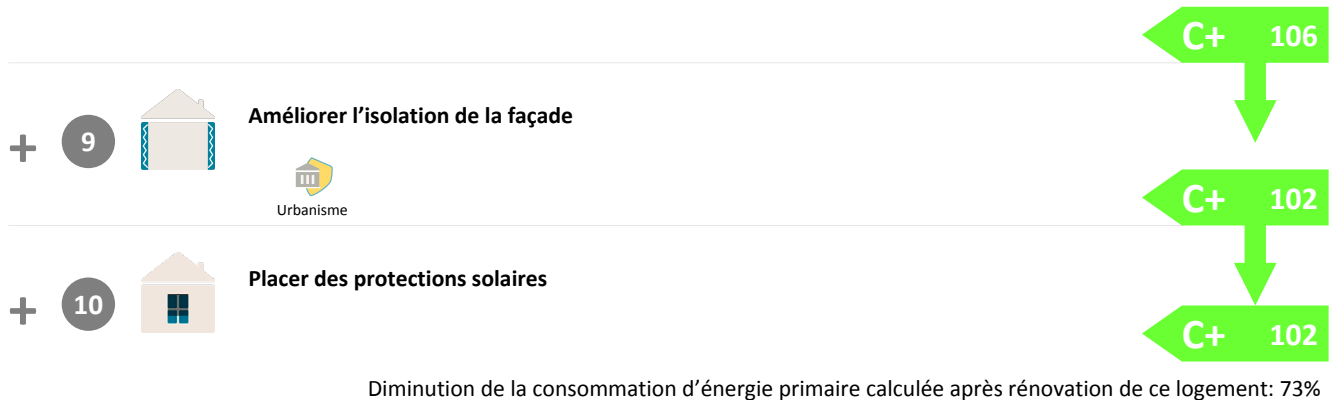 C+ 106
+ 9 Améliorer l’isolation de la façade
Urbanisme
C+ 102
+ 10 Placer des protections solaires
C+ 102
Diminution de la consommation d’énergie primaire calculée après rénovation de ce logement: 73%